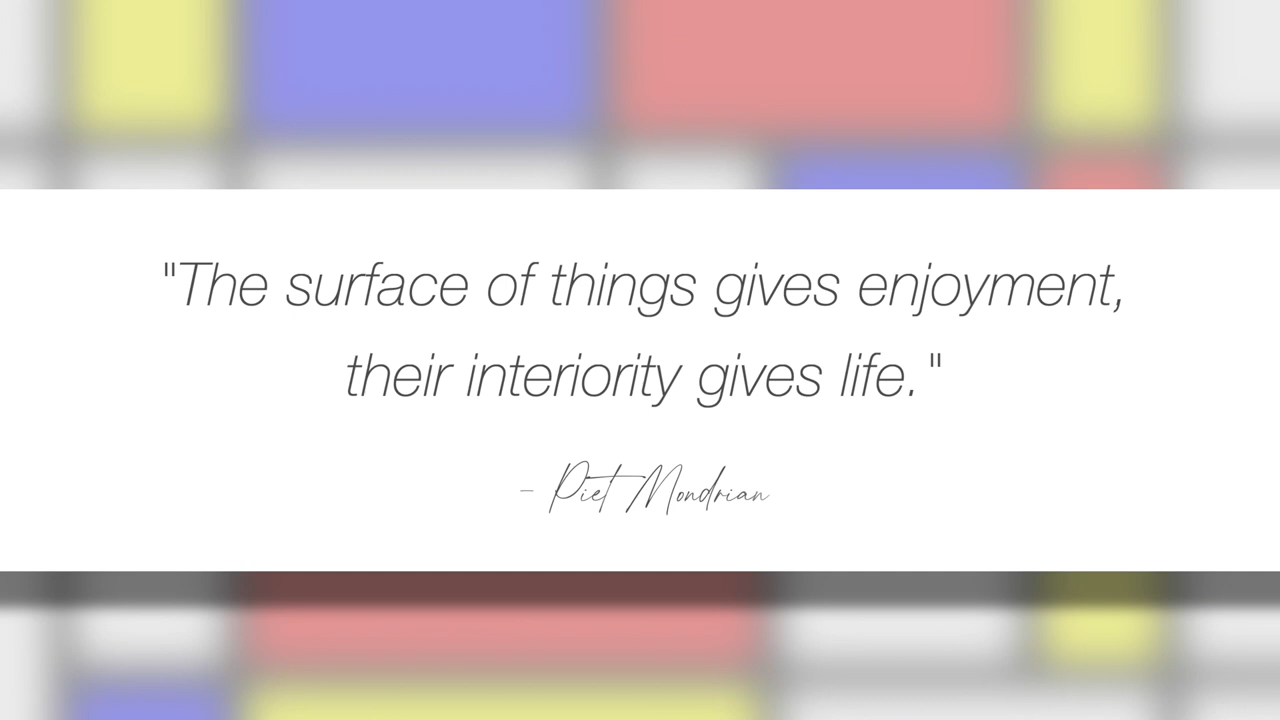 "The surface of things gives enjoyment,
their interiority gives life."
- Piet Mondrian